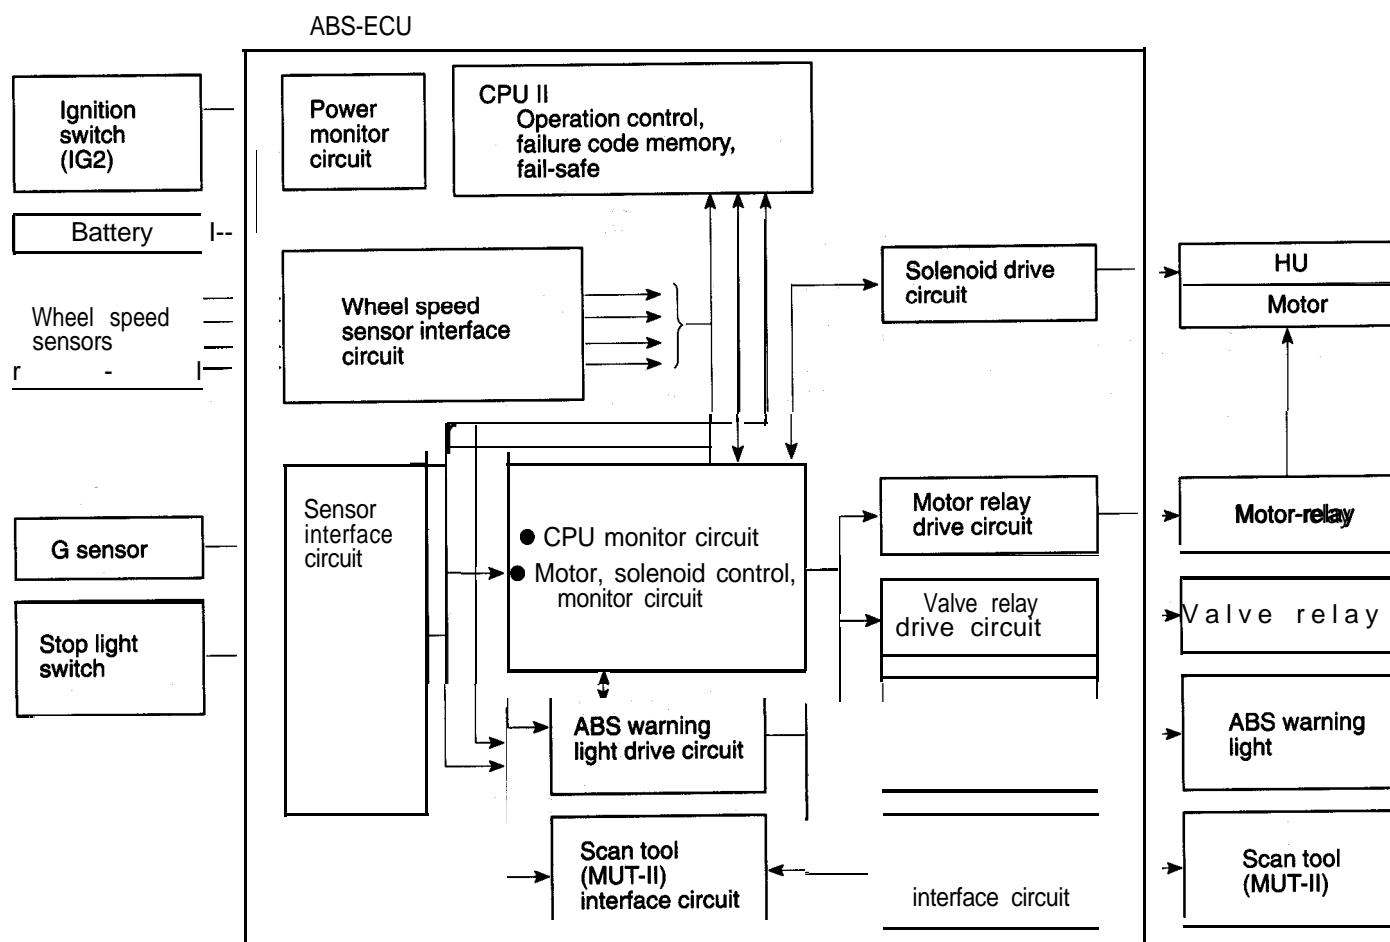 ABS-ECU
Ignition
switch
(IG2)
Power
monitor
circuit
CPU II
Operation control,
failure code memory,
fail-safe
Battery
Wheel speed
sensors
Wheel speed
sensor interface
circuit
Solenoid drive
circuit
HU
Motor
G sensor
Stop light
switch
Sensor
interface
circuit
● CPU monitor circuit
● Motor, solenoid control,
monitor circuit
Motor relay
drive circuit
Motor-relay
Valve relay
drive circuit
Valve relay
ABS warning
light drive circuit
ABS warning
light
Scan tool
(MUT-II)
interface circuit
interface circuit
Scan tool
(MUT-II)